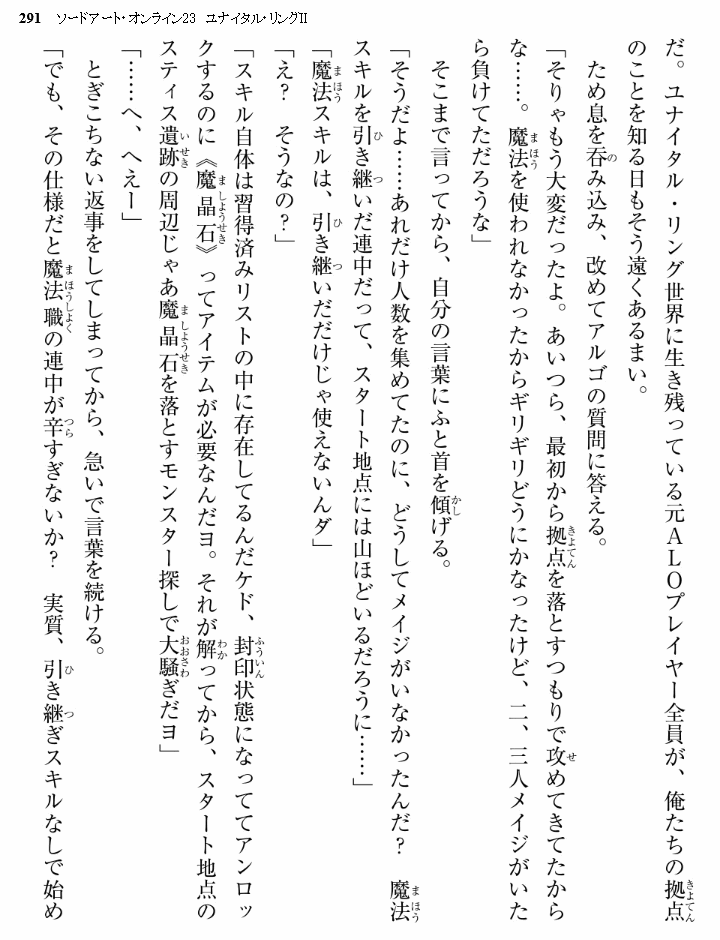 291 ソードアート・オンライン23 ユナイタル・リングⅡ
だ。ユナイタル・リング世界に生き残っている元ＡＬＯプレイヤー全員が、俺たちの拠点
のことを知る日もそう遠くあるまい。
ため息を呑み込み、改めてアルゴの質問に答える。
「そりゃもう大変だったよ。あいつら、最初から拠点を落とすつもりで攻めてきてたから
な……。魔法を使われなかったからギリギリどうにかなったけど、二、三人メイジがいた
ら負けてただろうな」
そこまで言ってから、自分の言葉にふと首を傾げる。
「そうだよ……あれだけ人数を集めてたのに、どうしてメイジがいなかったんだ？　魔法
スキルを引き継いだ連中だって、スタート地点には山ほどいるだろうに……」
「魔法スキルは、引き継いだだけじゃ使えないんダ」
「え？　そうなの？」
「スキル自体は習得済みリストの中に存在してるんだケド、封印状態になっててアンロッ
クするのに《魔晶石》ってアイテムが必要なんだヨ。それが解ってから、スタート地点の
スティス遺跡の周辺じゃあ魔晶石を落とすモンスター探しで大騒ぎだヨ」
「……へ、へえー」
とぎこちない返事をしてしまってから、急いで言葉を続ける。
「でも、その仕様だと魔法職の連中が辛すぎないか？　実質、引き継ぎスキルなしで始め